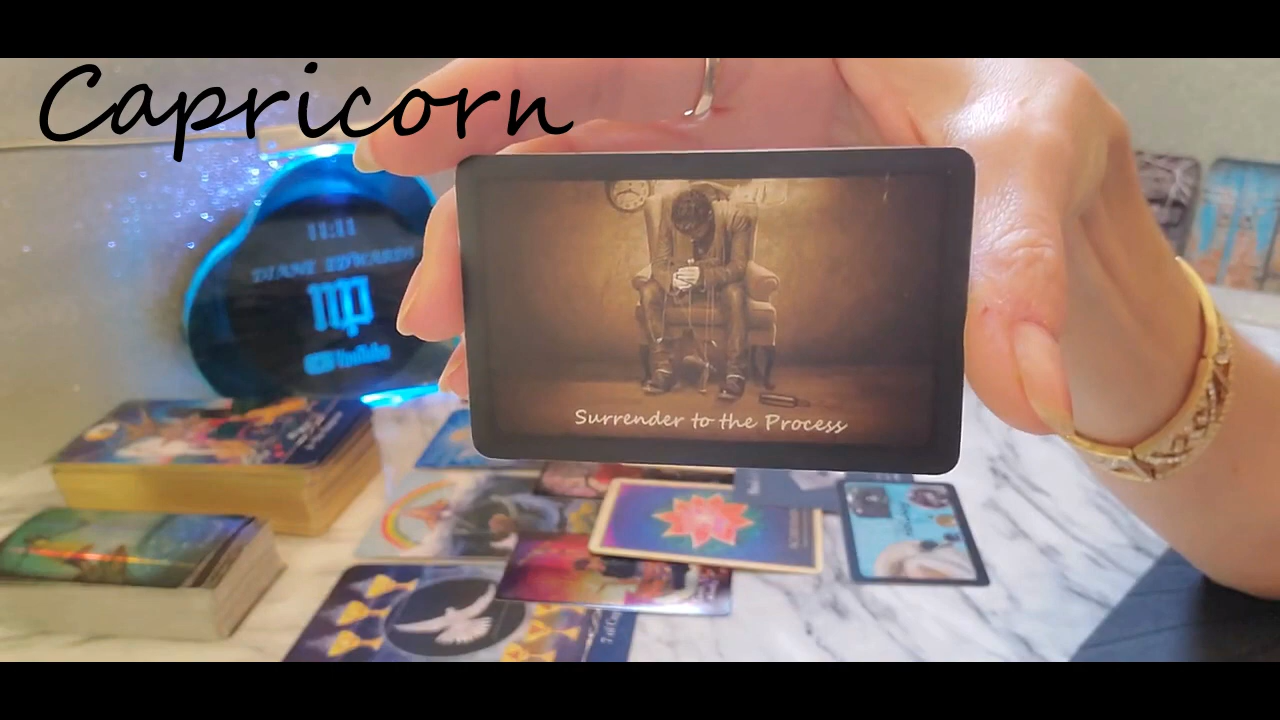 Capricorn
11:11
DIANE EDWARDS
YouTube
Surrender to the Process